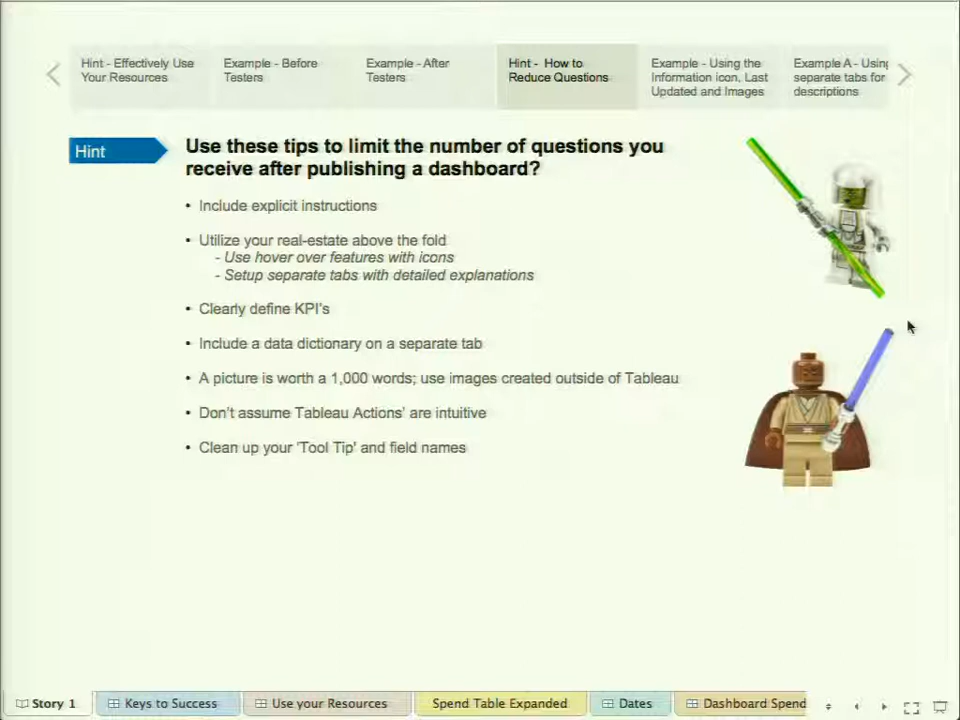 Hint - Effectively Use
Your Resources
Example - Before
Testers
Example - After
Testers
Hint - How to
Reduce Questions
Example - Using the
Information icon, Last
Updated and Images
Example A - Using
separate tabs for
descriptions
Hint
Use these tips to limit the number of questions you
receive after publishing a dashboard?
• Include explicit instructions
• Utilize your real-estate above the fold
- Use hover over features with icons
- Setup separate tabs with detailed explanations
• Clearly define KPI's
• Include a data dictionary on a separate tab
• A picture is worth a 1,000 words; use images created outside of Tableau
• Don't assume Tableau Actions' are intuitive
• Clean up your 'Tool Tip' and field names
Story 1
Keys to Success
Use your Resources
Spend Table Expanded
Dates
Dashboard Spend